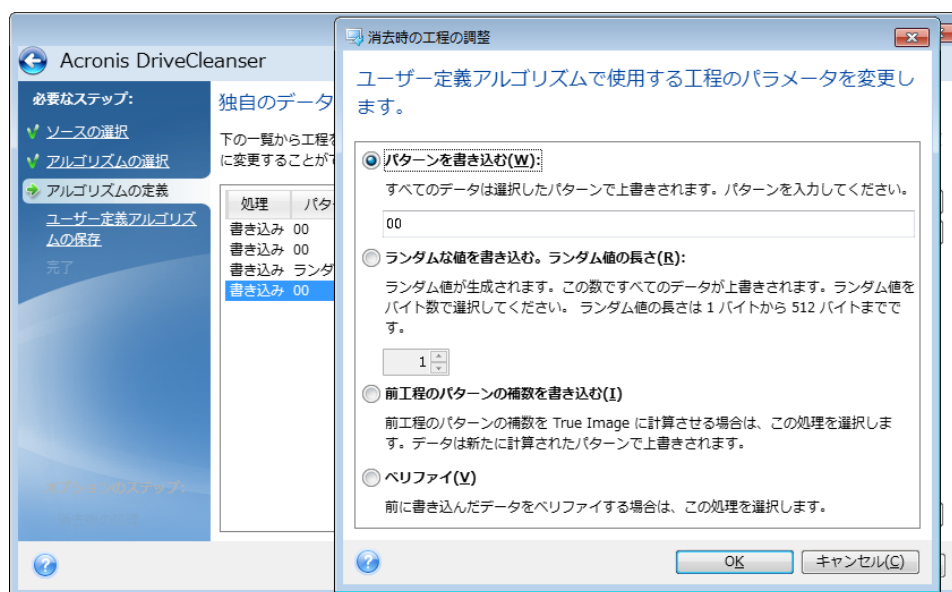 Acronis DriveCleanser
必要なステップ:
ソースの選択
アルゴリズムの選択
アルゴリズムの定義
ユーザー定義アルゴリズ
ムの保存
完了
独自のデータ
下の一覧から工程
に変更することが
処理 パタ
書き込み 00
書き込み 00
書き込み ランダ
書き込み 00
消去時の工程の調整
ユーザー定義アルゴリズムで使用する工程のパラメータを変更し
ます。
パターンを書き込む(W):
すべてのデータは選択したパターンで上書きされます。パターンを入力してください。
00
ランダムな値を書き込む。ランダム値の長さ(R):
ランダム値が生成されます。この数ですべてのデータが上書きされます。ランダム値を
バイト数で選択してください。 ランダム値の長さは 1 バイトから 512 バイトまでで
す。
1
前工程のパターンの補数を書き込む(I)
前工程のパターンの補数を True Image に計算させる場合は、この処理を選択しま
す。データは新たに計算されたパターンで上書きされます。
ベリファイ(V)
前に書き込んだデータをベリファイする場合は、この処理を選択します。
OK
キャンセル(C)